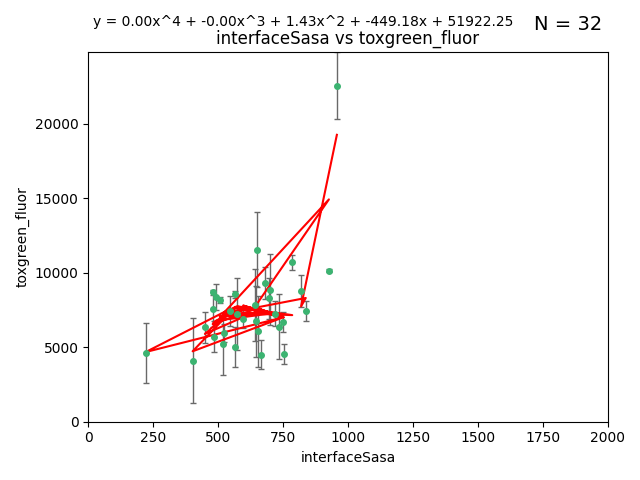 y = 0.00x^4 + -0.00x^3 + 1.43x^2 + -449.18x + 51922.25
N = 32
interfaceSasa vs toxgreen_fluor
toxgreen_fluor
20000
15000
10000
5000
0
0 250 500 750 1000 1250 1500 1750 2000
interfaceSasa